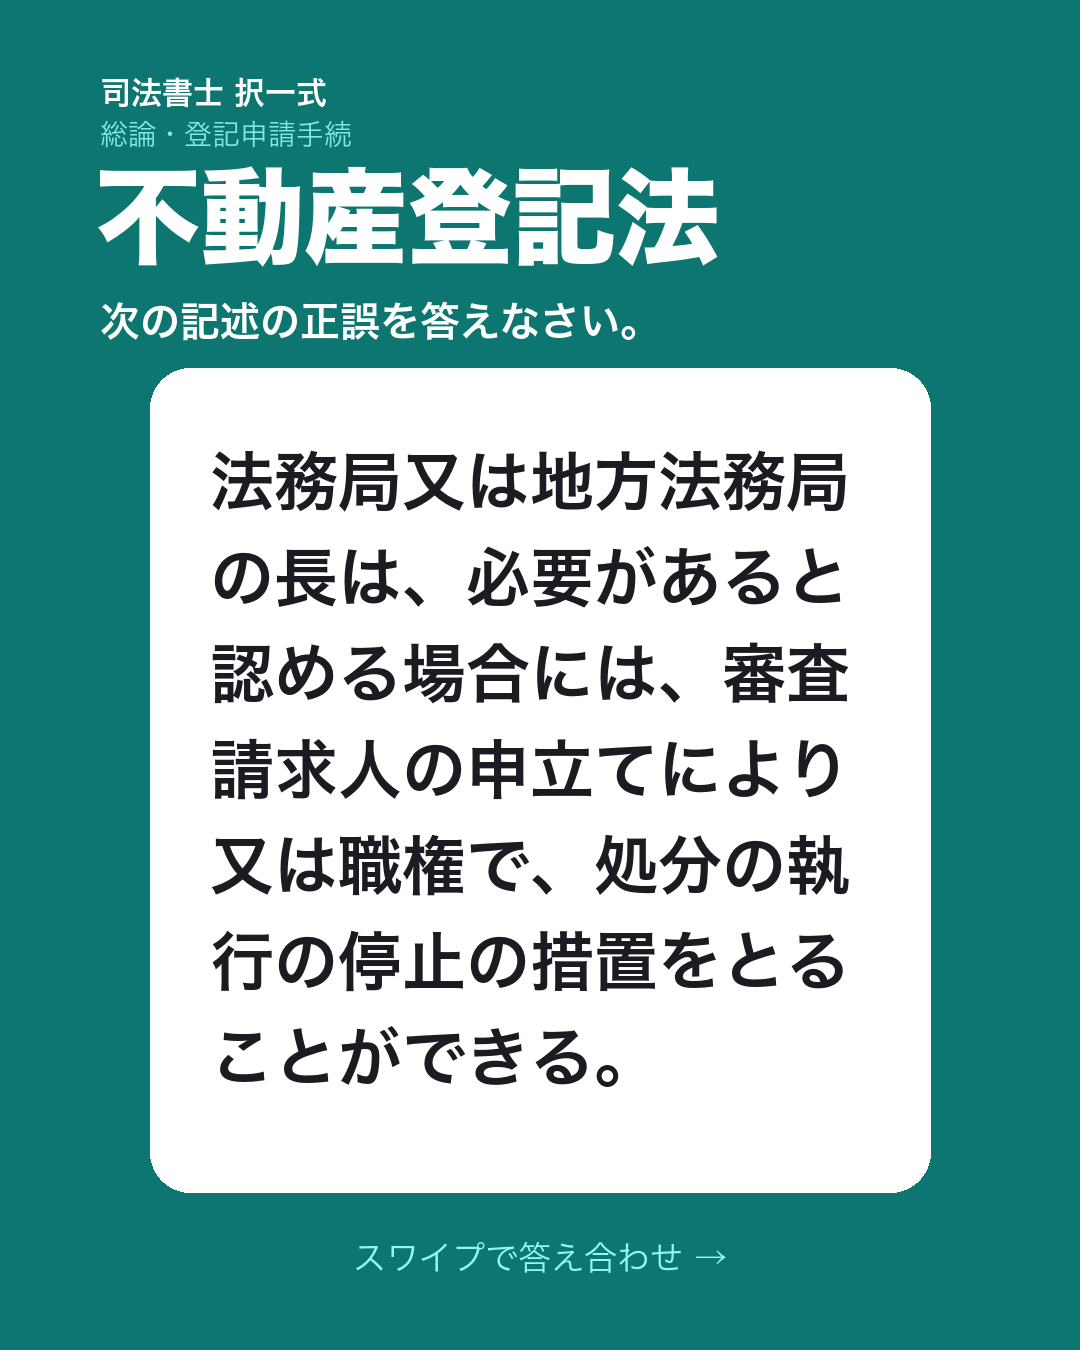 司法書士 択一式
総論・登記申請手続
不動産登記法
次の記述の正誤を答えなさい。
法務局又は地方法務局
の長は、必要があると
認める場合には、審査
請求人の申立てにより
又は職権で、処分の執
行の停止の措置をとる
ことができる。
スワイプで答え合わせ →